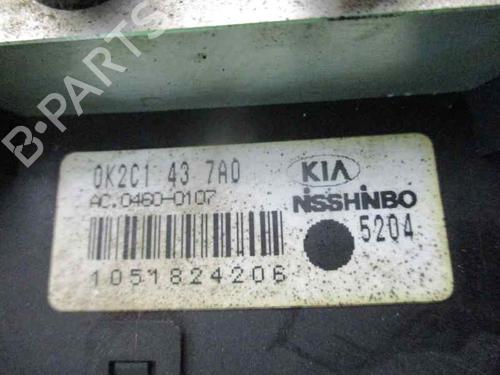 B-PARTS
0K2C1 43 7A0
KIA
AC.0460-0107
NISSHINBO
5204
1051824206